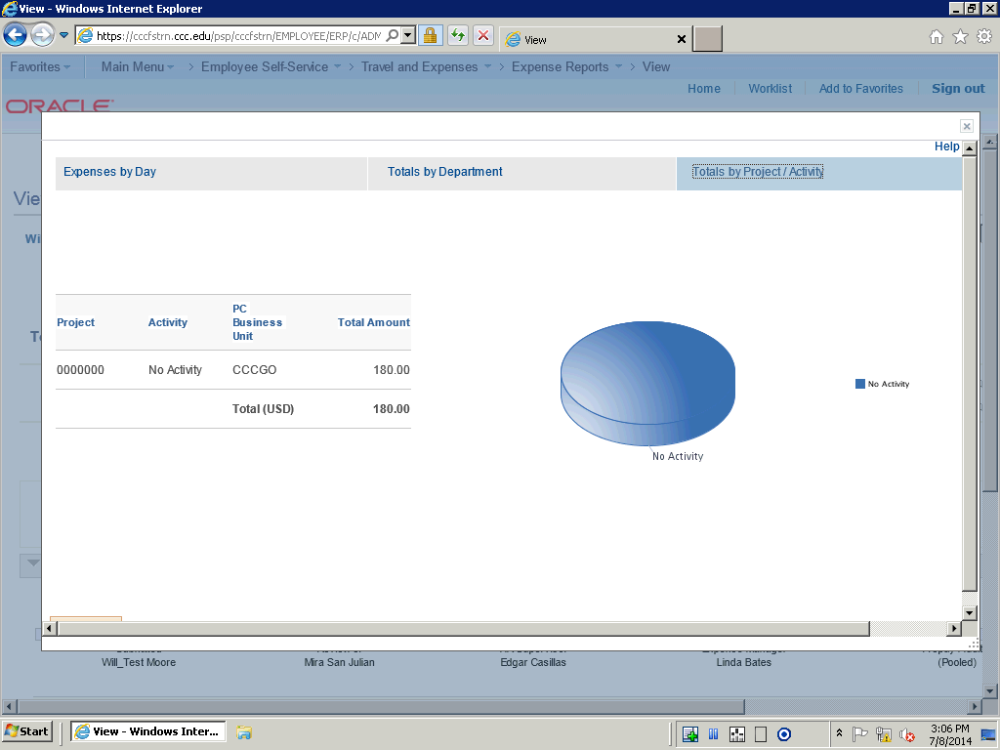 View - Windows Internet Explorer
https://cccfstrn.ccc.edu/psp/cccfstrn/EMPLOYEE/ERP/c/ADM
View
Favorites
Main Menu
> Employee Self-Service
> Travel and Expenses
> Expense Reports
> View
Home
Worklist
Add to Favorites
Sign out
ORACLE
Help
Expenses by Day
Totals by Department
Totals by Project / Activity
Vie
Wi
Project
Activity
PC
Business
Unit
Total Amount
0000000
No Activity
CCCGO
180.00
Total (USD)
180.00
No Activity
No Activity
Will_Test Moore
Mira San Julian
Edgar Casillas
Expense Manager
Linda Bates
(Pooled)
Start
View - Windows Inter...
3:06 PM
7/8/2014